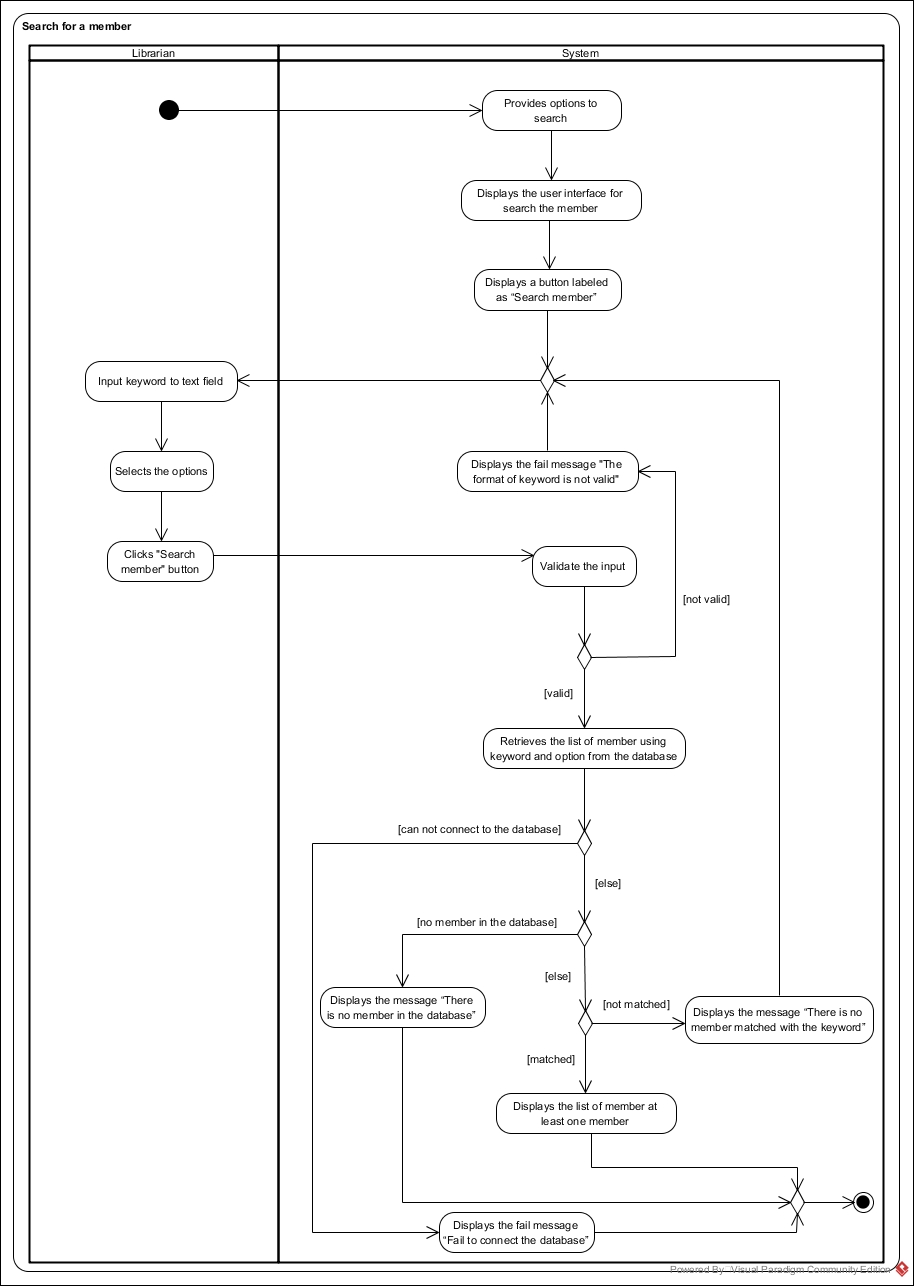 Search for a member
Librarian
System
Provides options to
search
Displays the user interface for
search the member
Displays a button labeled
as “Search member”
Input keyword to text field
Selects the options
Displays the fail message "The
format of keyword is not valid"
Clicks "Search
member" button
Validate the input
[not valid]
[valid]
Retrieves the list of member using
keyword and option from the database
[can not connect to the database]
[else]
[no member in the database]
[else]
[not matched]
Displays the message “There
is no member in the database”
Displays the message “There is no
member matched with the keyword”
[matched]
Displays the list of member at
least one member
Displays the fail message
“Fail to connect the database”
Powered By Visual Paradigm Community Edition